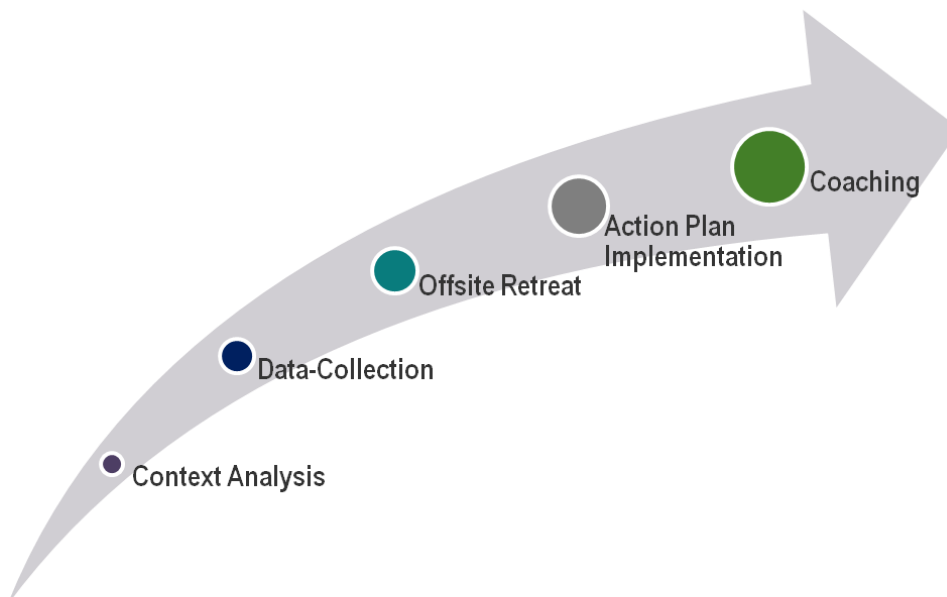 Context Analysis
Data-Collection
Offsite Retreat
Action Plan
Implementation
Coaching